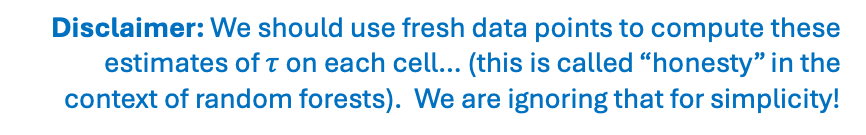 Disclaimer: We should use fresh data points to compute these
estimates of τ on each cell... (this is called “honesty” in the
context of random forests).  We are ignoring that for simplicity!